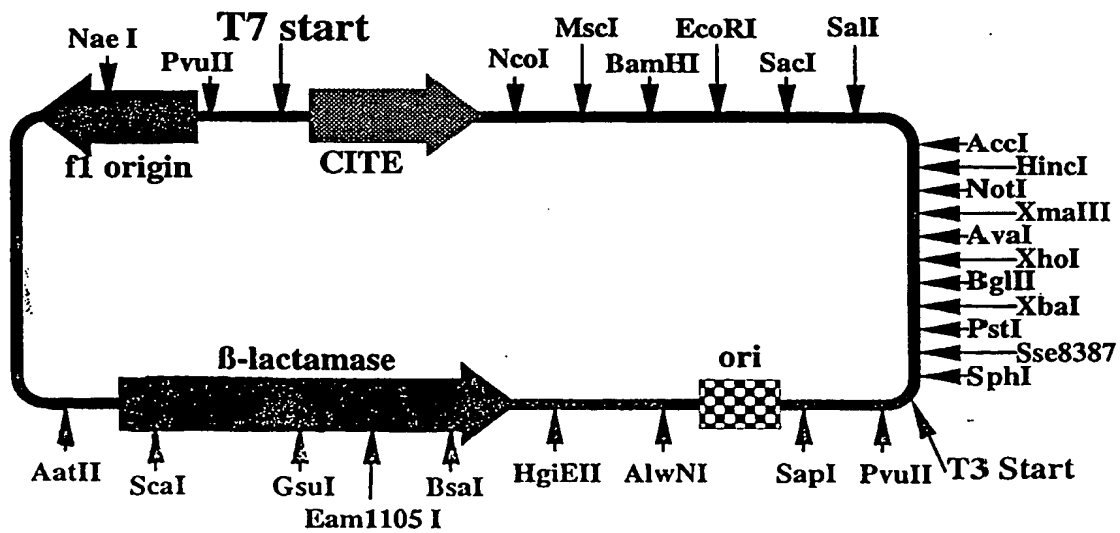 T7 start
MscI
EcoRI
SalI
Nae I
PvuII
NcoI
BamHI
SacI
f1 origin
CITE
AccI
HincI
NotI
XmaIII
AvaI
XhoI
BglII
XbaI
PstI
Sse8387
SphI
ß-lactamase
ori
AatII
ScaI
GsuI
Eam1105 I
BsaI
HgiEII
AlwNI
SapI
PvuII
T3 Start